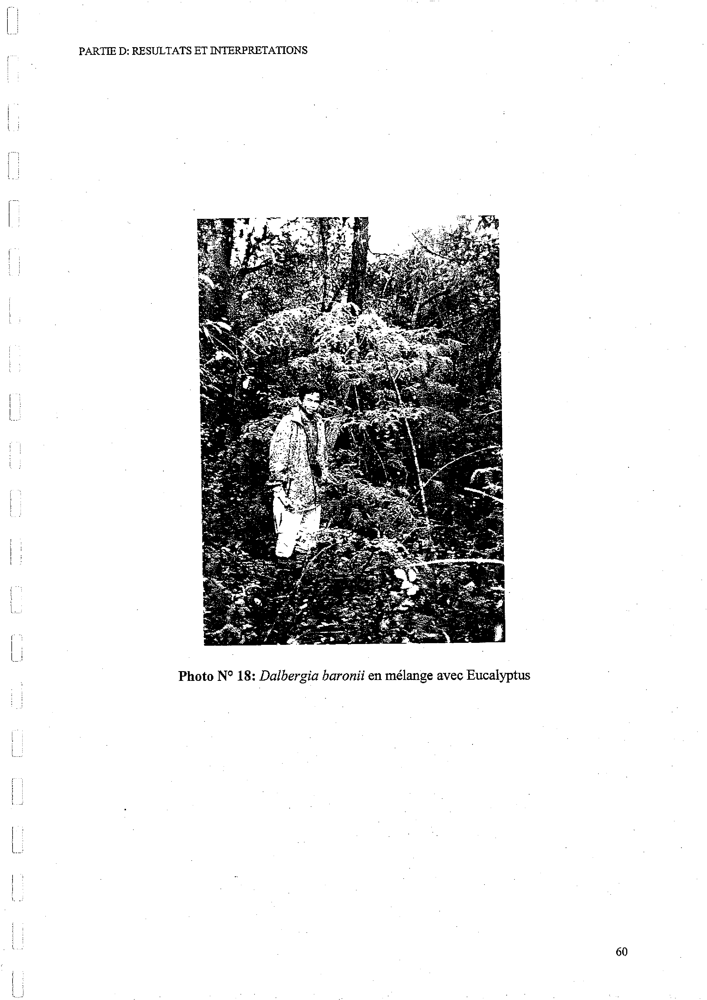 PARTIE D: RESULTATS ET INTERPRETATIONS
Photo N° 18: Dalbergia baronii en mélange avec Eucalyptus
60